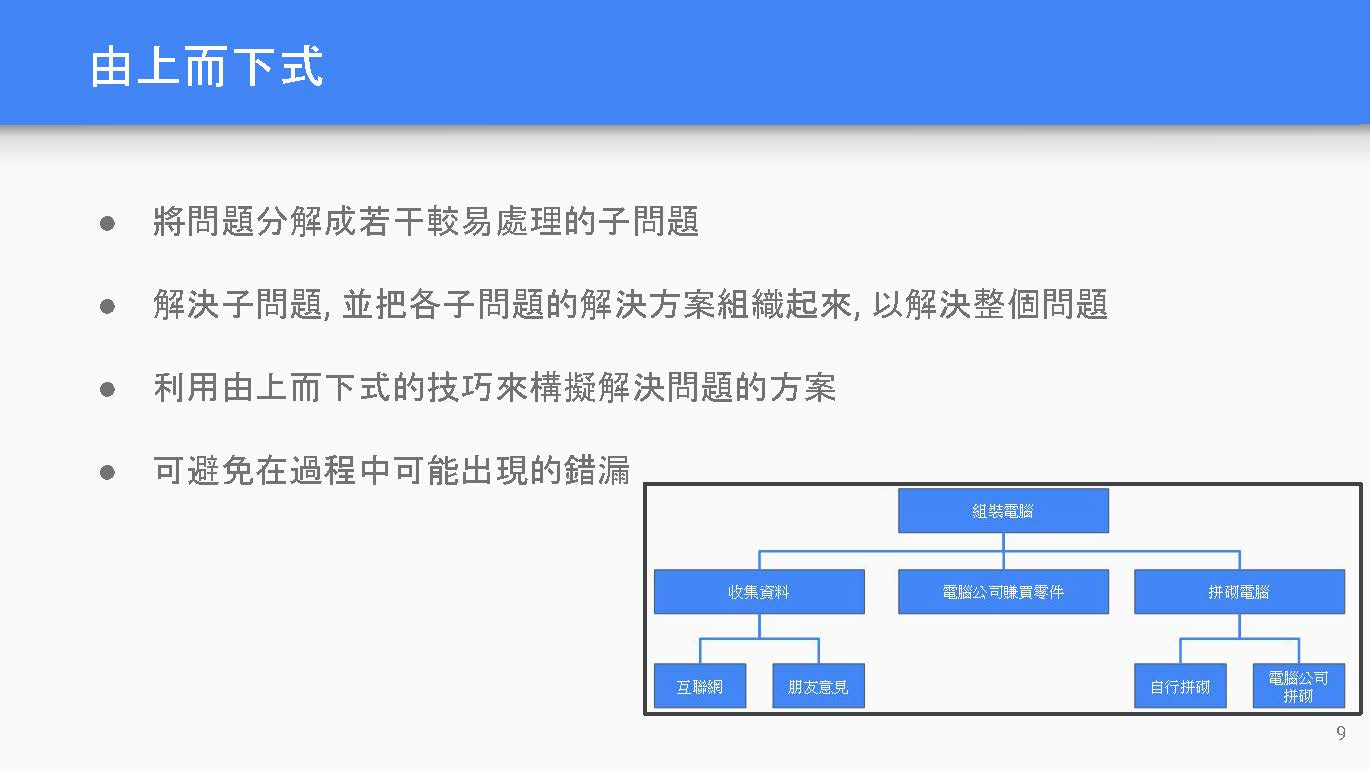 由上而下式
● 將問題分解成若干較易處理的子問題
● 解決子問題, 並把各子問題的解決方案組織起來, 以解決整個問題
● 利用由上而下式的技巧來構擬解決問題的方案
● 可避免在過程中可能出現的錯漏
組裝電腦
收集資料
電腦公司賺買零件
拼砌電腦
互聯網
朋友意見
自行拼砌
電腦公司
拼砌
9